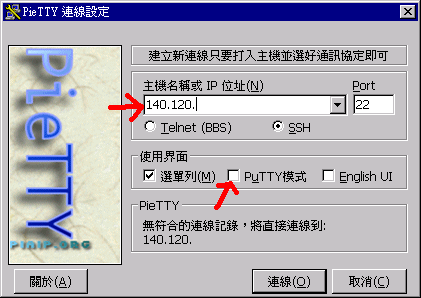 PieTTY 連線設定
PieTTY
PIRIP.ORG
建立新連線只要打入主機並選好通訊協定即可
主機名稱或 IP 位址(N)
Port
140.120.
22
Telnet (BBS)
SSH
使用界面
選單列(M)
PuTTY模式
English UI
PieTTY
無符合的連線記錄，將直接連線到:
140.120.
關於(A)
連線(O)
取消(C)